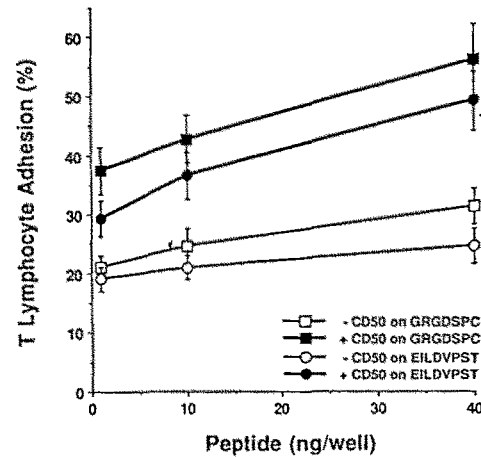 T Lymphocyte Adhesion (%)
60
50
40
30
20
10
0
- CD50 on GRGDSPC
+ CD50 on GRGDSPC
- CD50 on EILDVPST
+ CD50 on EILDVPST
0 10 20 30 40
Peptide (ng/well)